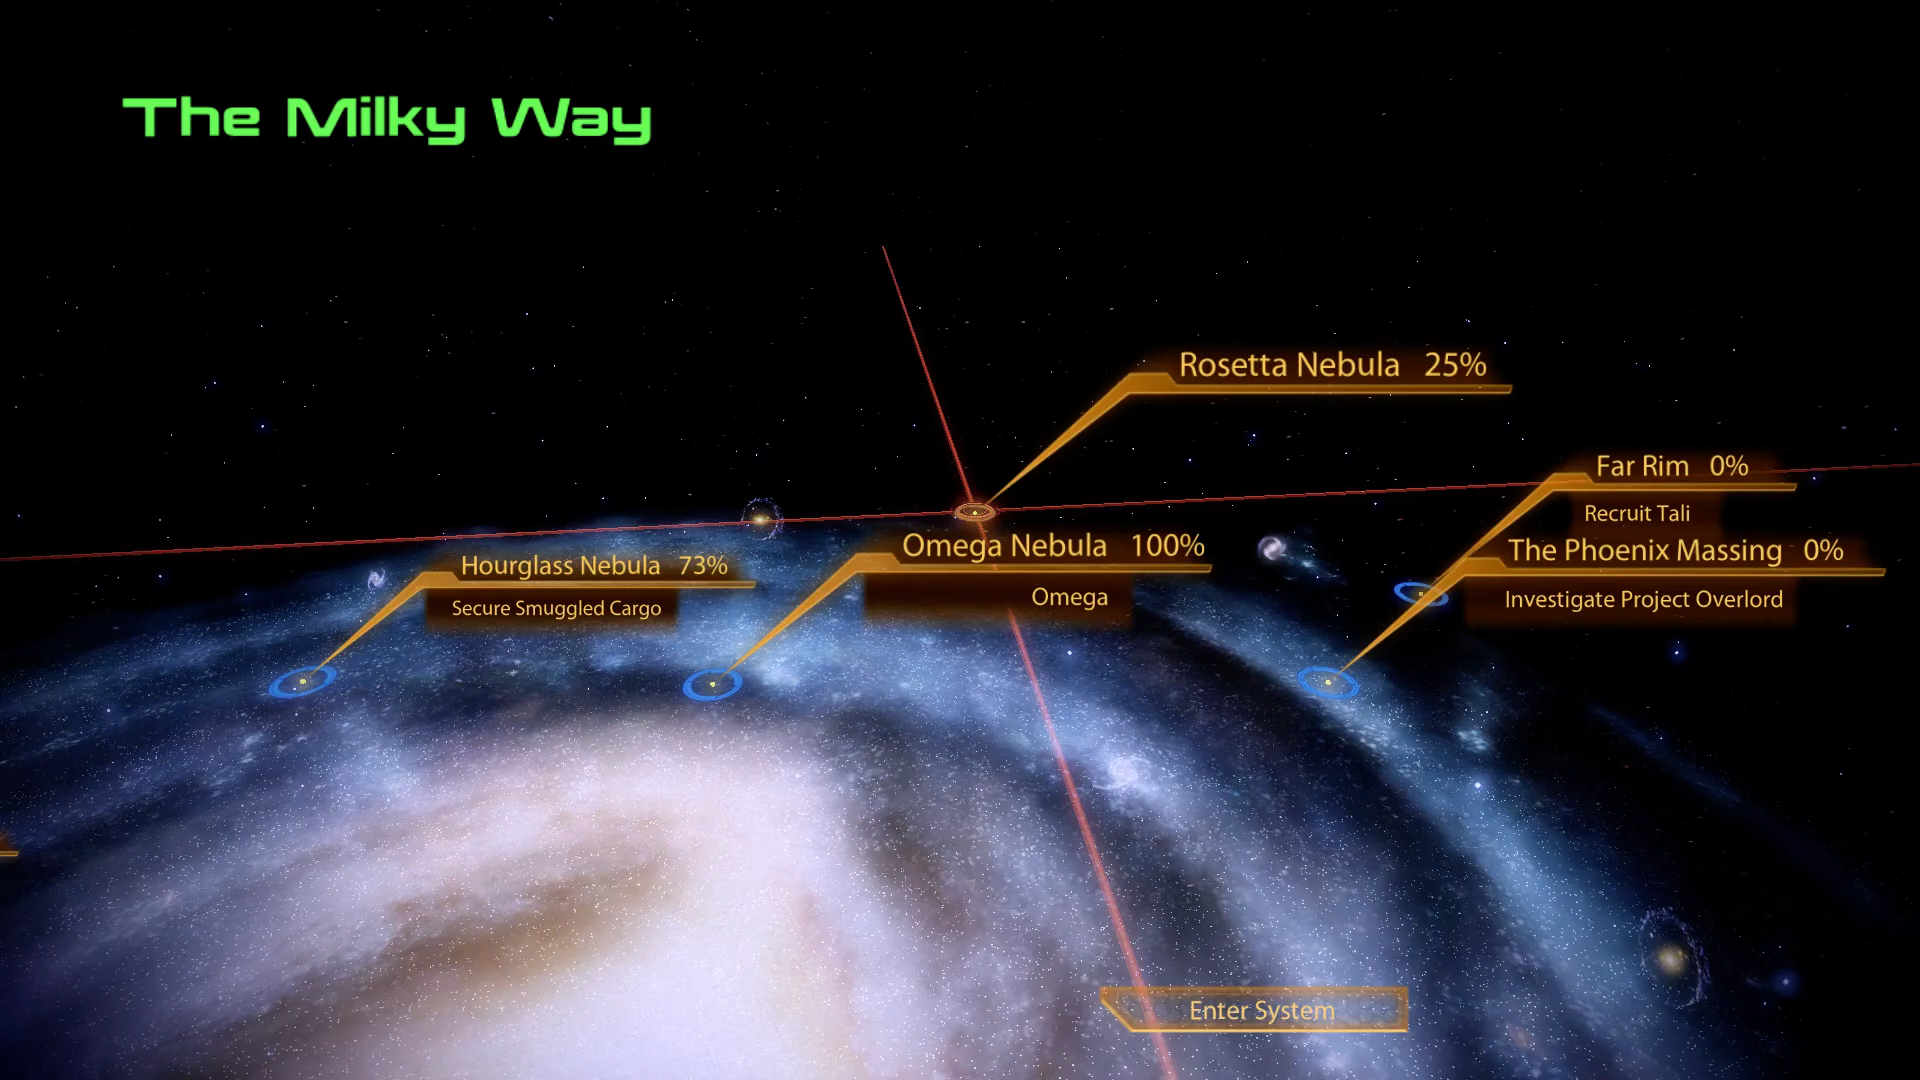 The Milky Way
Rosetta Nebula 25%
Far Rim 0%
Recruit Tali
The Phoenix Massing 0%
Investigate Project Overlord
Omega Nebula 100%
Omega
Hourglass Nebula 73%
Secure Smuggled Cargo
Enter System